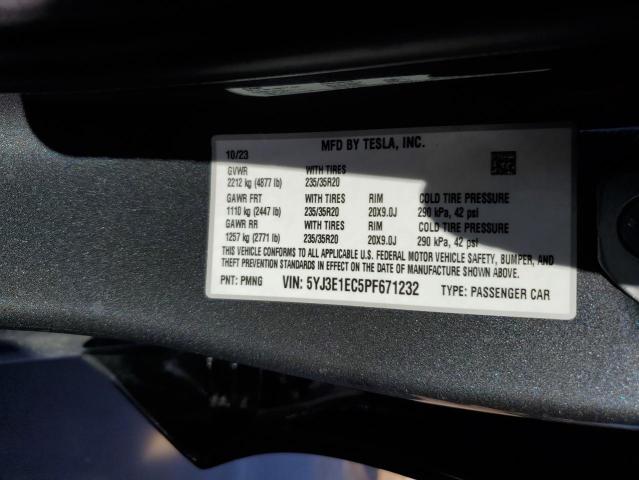 MFD BY TESLA, INC.
10/23
GVWR WITH TIRES
2212 kg (4877 lb) 235/35R20
GAWR FRT WITH TIRES RIM COLD TIRE PRESSURE
1110 kg (2447 lb) 235/35R20 20X9.0J 290 kPa, 42 psi
GAWR RR WITH TIRES RIM COLD TIRE PRESSURE
1257 kg (2771 lb) 235/35R20 20X9.0J 290 kPa, 42 psi
THIS VEHICLE CONFORMS TO ALL APPLICABLE U.S. FEDERAL MOTOR VEHICLE SAFETY, BUMPER, AND
THEFT PREVENTION STANDARDS IN EFFECT ON THE DATE OF MANUFACTURE SHOWN ABOVE.
PNT: PMNG VIN: 5YJ3E1EC5PF671232 TYPE: PASSENGER CAR